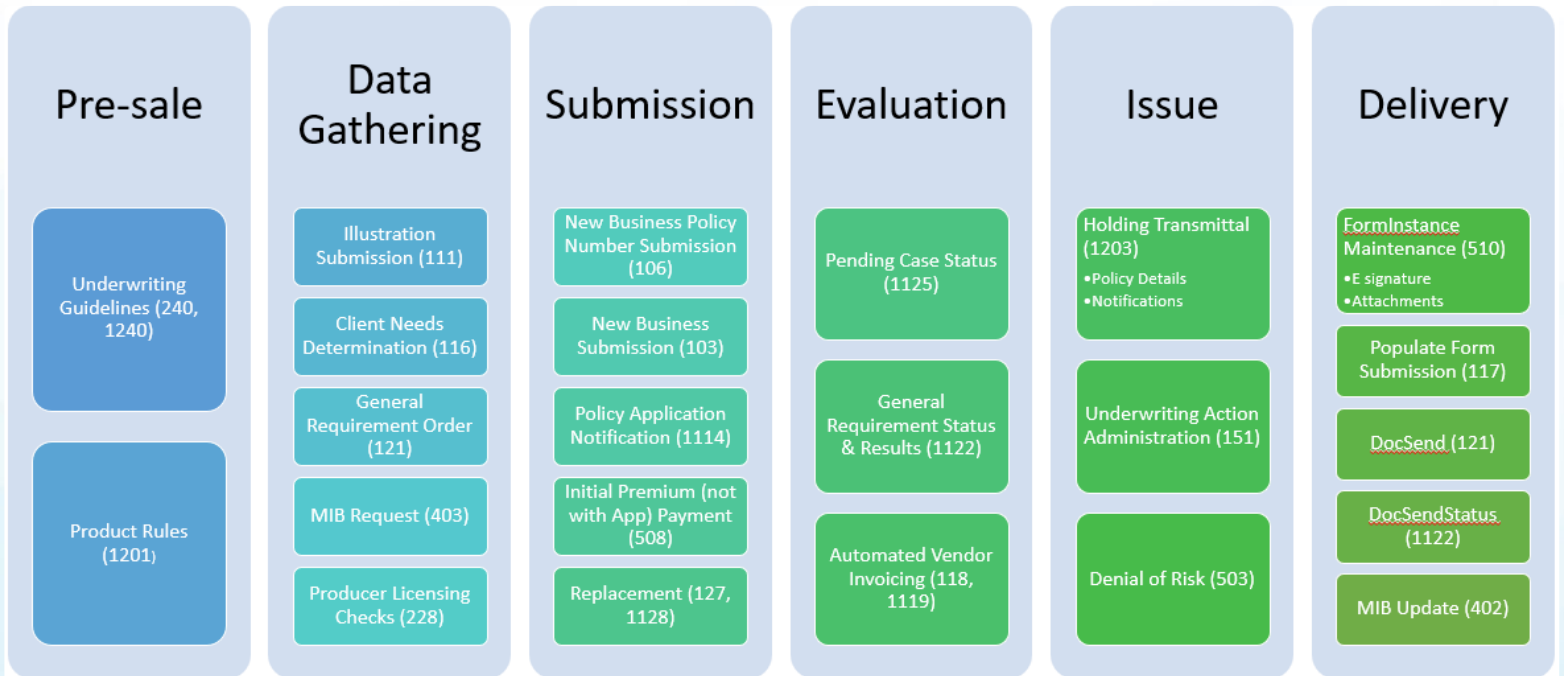 Pre-sale
Underwriting
Guidelines (240,
1240)
Product Rules
(1201)
Data
Gathering
Illustration
Submission (111)
Client Needs
Determination (116)
General
Requirement Order
(121)
MIB Request (403)
Producer Licensing
Checks (228)
Submission
New Business Policy
Number Submission
(106)
New Business
Submission (103)
Policy Application
Notification (1114)
Initial Premium (not
with App) Payment
(508)
Replacement (127,
1128)
Evaluation
Pending Case Status
(1125)
General
Requirement Status
& Results (1122)
Automated Vendor
Invoicing (118,
1119)
Issue
Holding Transmittal
(1203)
•Policy Details
•Notifications
Underwriting Action
Administration (151)
Denial of Risk (503)
Delivery
FormInstance
Maintenance (510)
•E signature
•Attachments
Populate Form
Submission (117)
DocSend (121)
DocSendStatus
(1122)
MIB Update (402)